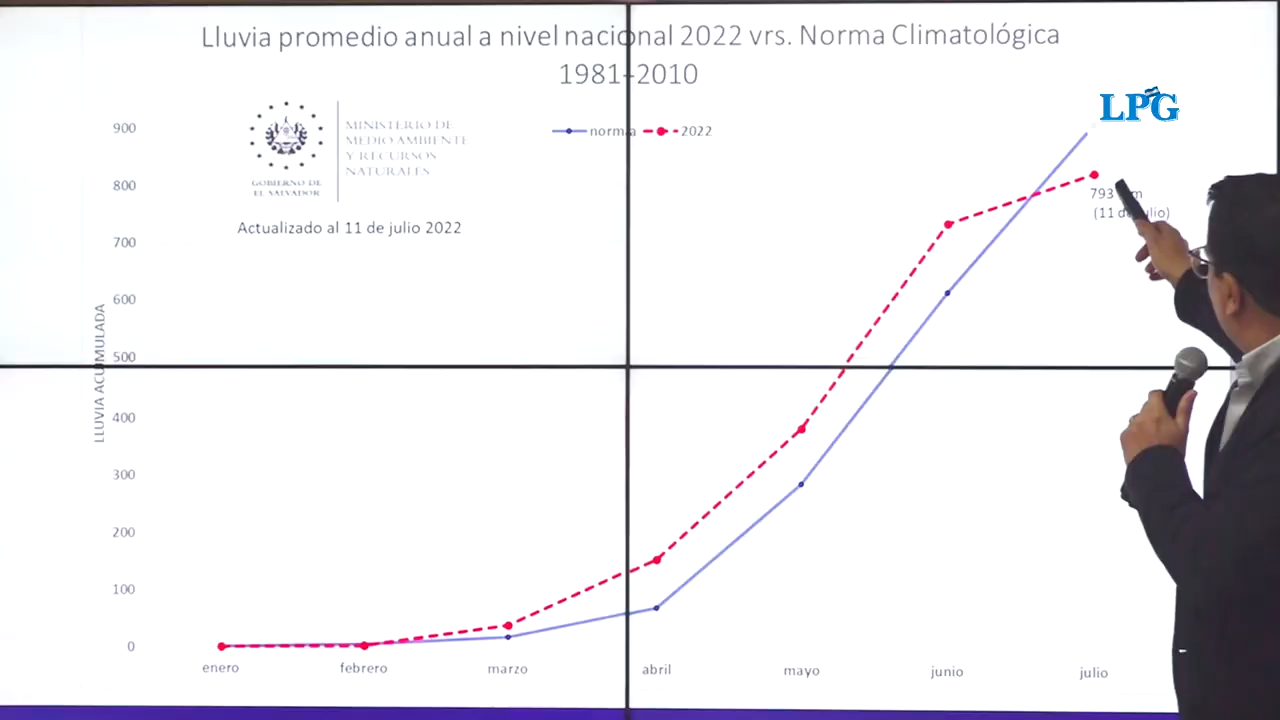 Lluvia promedio anual a nivel nacional 2022 vrs. Norma Climatológica
1981-2010
LPG
MINISTERIO DE
MEDIO AMBIENTE
Y RECURSOS
NATURALES
GOBIERNO DE
EL SALVADOR
Actualizado al 11 de julio 2022
norma
2022
900
800
700
600
500
400
300
200
100
0
LLUVIA ACUMULADA
793 mm
(11 de julio)
enero febrero marzo abril mayo junio julio